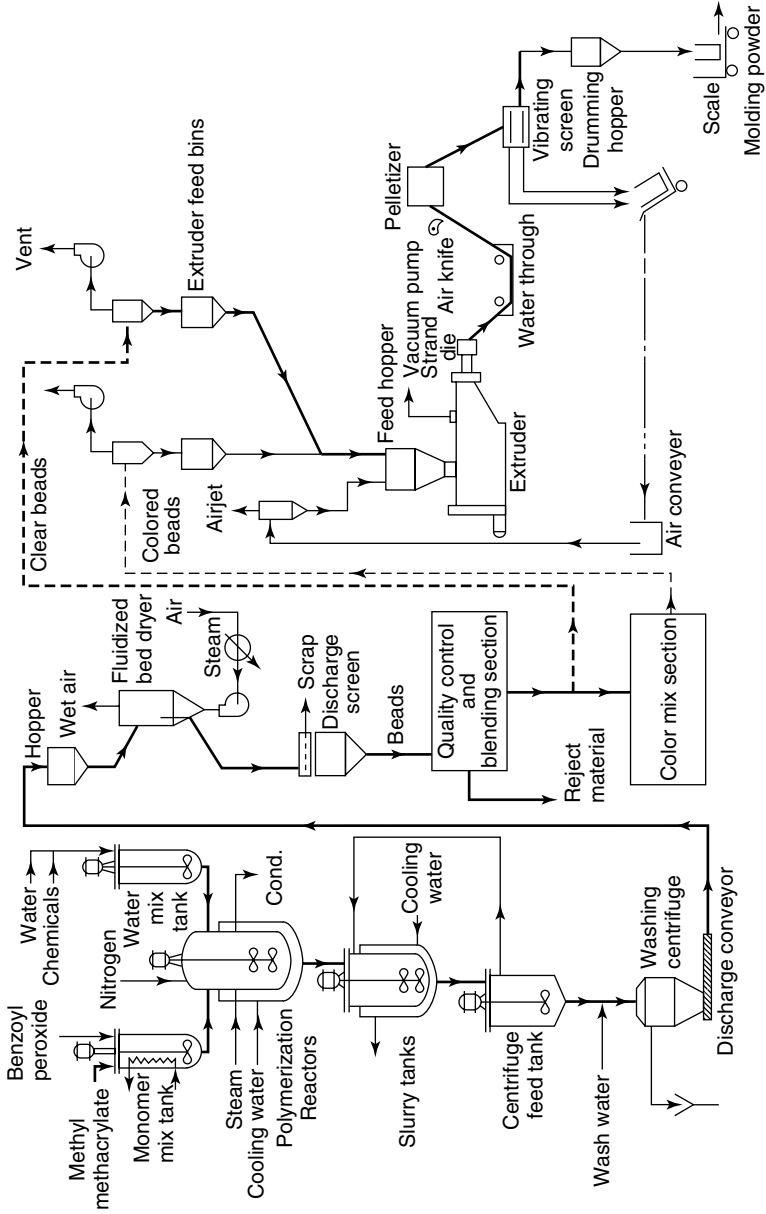 Benzoyl
peroxide
Methyl
methacrylate
Monomer
mix tank
Water
Chemicals
Nitrogen
Water
mix
tank
Cond.
Steam
Cooling water
Polymerization
Reactors
Cooling
water
Slurry tanks
Centrifuge
feed tank
Wash water
Washing
centrifuge
Discharge conveyor
Hopper
Wet air
Fluidized
bed dryer
Air
Steam
Scrap
Discharge
screen
Beads
Quality control
and
blending section
Reject
material
Color mix section
Clear beads
Colored
beads
Vent
Extruder feed bins
Airjet
Feed hopper
Vacuum pump
Strand
die
Air knife
Extruder
Water through
Pelletizer
Vibrating
screen
Drumming
hopper
Scale
Molding powder
Air conveyer